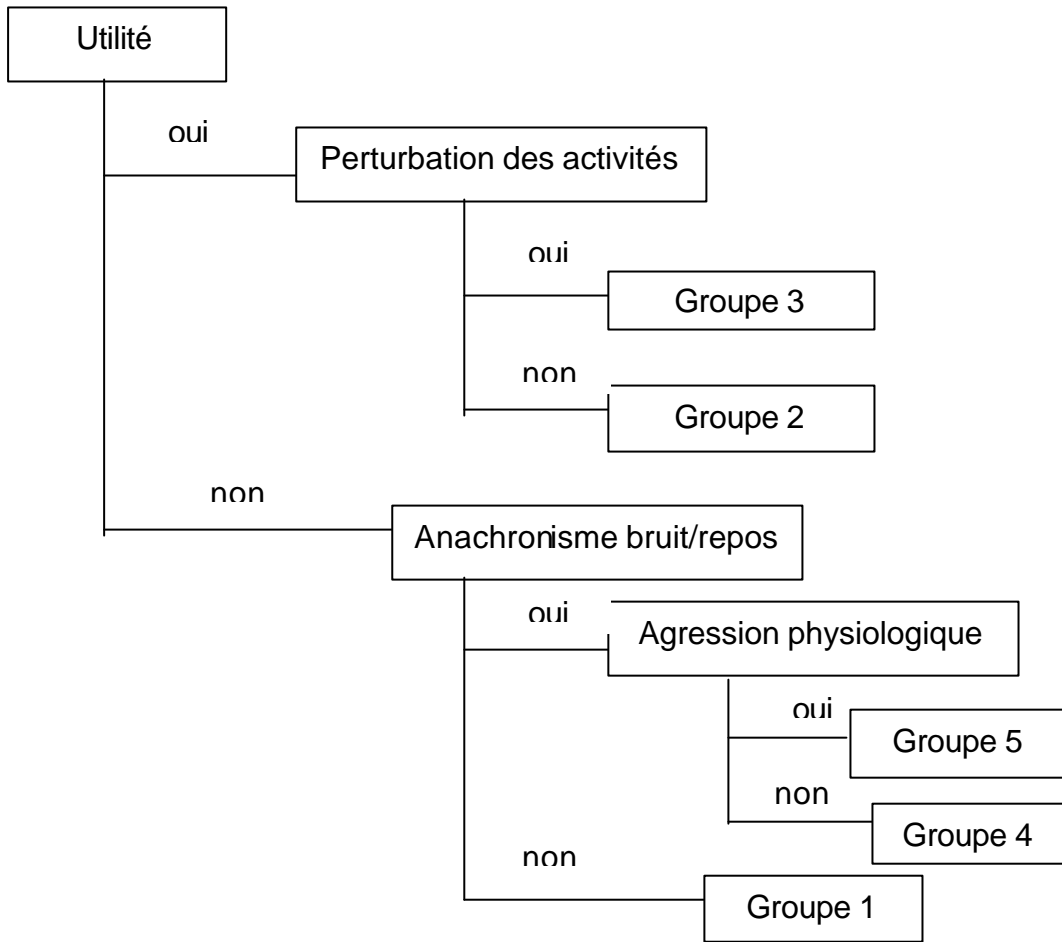 Utilité
oui
Perturbation des activités
oui
Groupe 3
non
Groupe 2
non
Anachronisme bruit/repos
oui
Agression physiologique
oui
Groupe 5
non
Groupe 4
non
Groupe 1